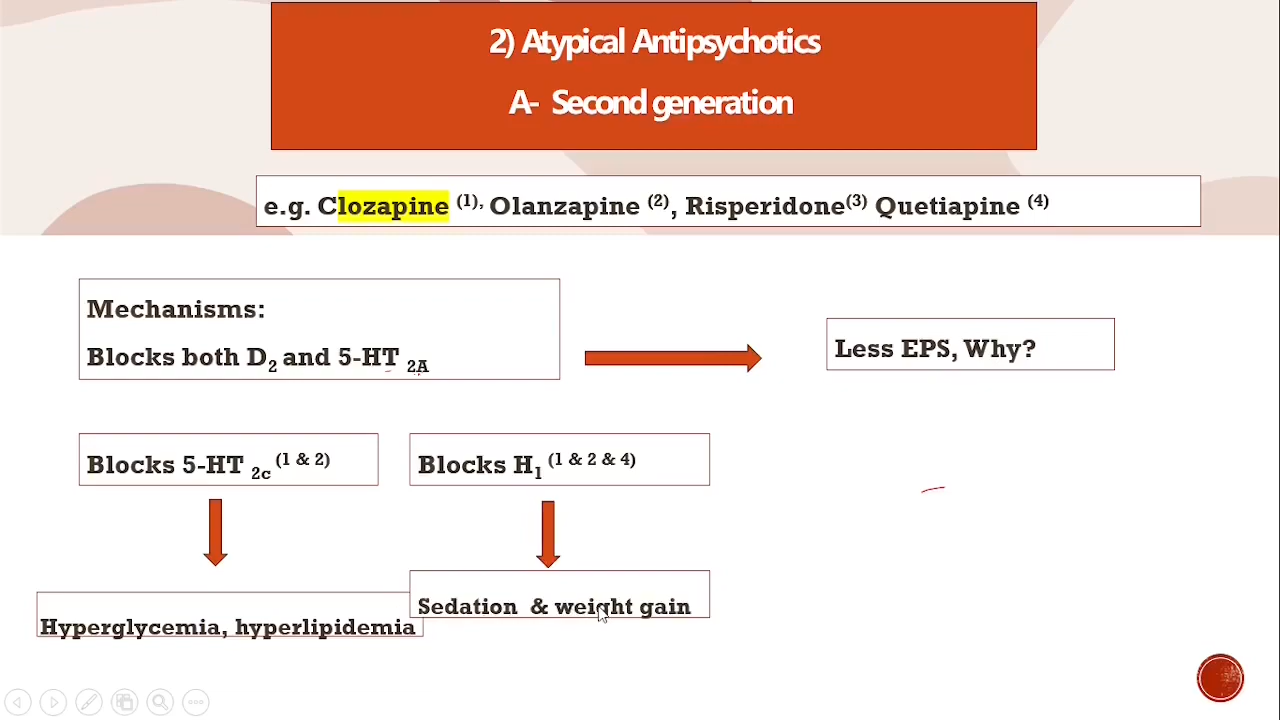 2) Atypical Antipsychotics
A- Second generation
e.g. Clozapine (1), Olanzapine (2), Risperidone(3) Quetiapine (4)
Mechanisms:
Blocks both D2 and 5-HT 2A
Less EPS, Why?
Blocks 5-HT 2c (1 & 2)
Blocks H1 (1 & 2 & 4)
Hyperglycemia, hyperlipidemia
Sedation & weight gain